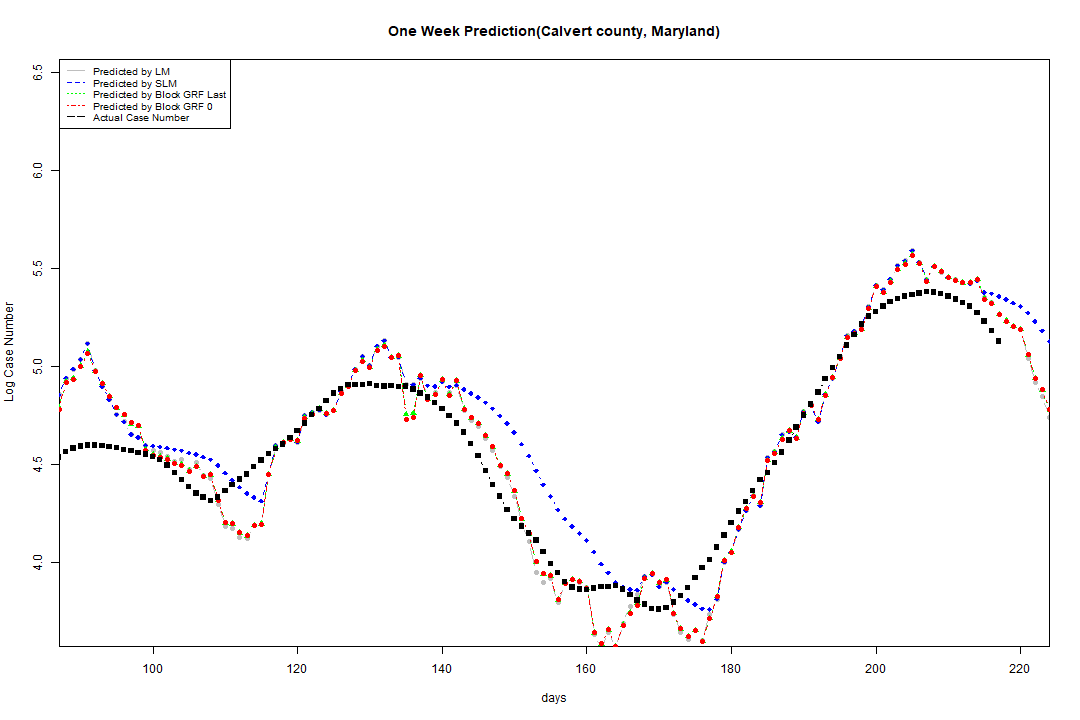 One Week Prediction(Calvert county, Maryland)
6.5
Predicted by LM
Predicted by SLM
Predicted by Block GRF Last
Predicted by Block GRF 0
Actual Case Number
6.0
5.5
5.0
4.5
4.0
Log Case Number
100 120 140 160 180 200 220
days